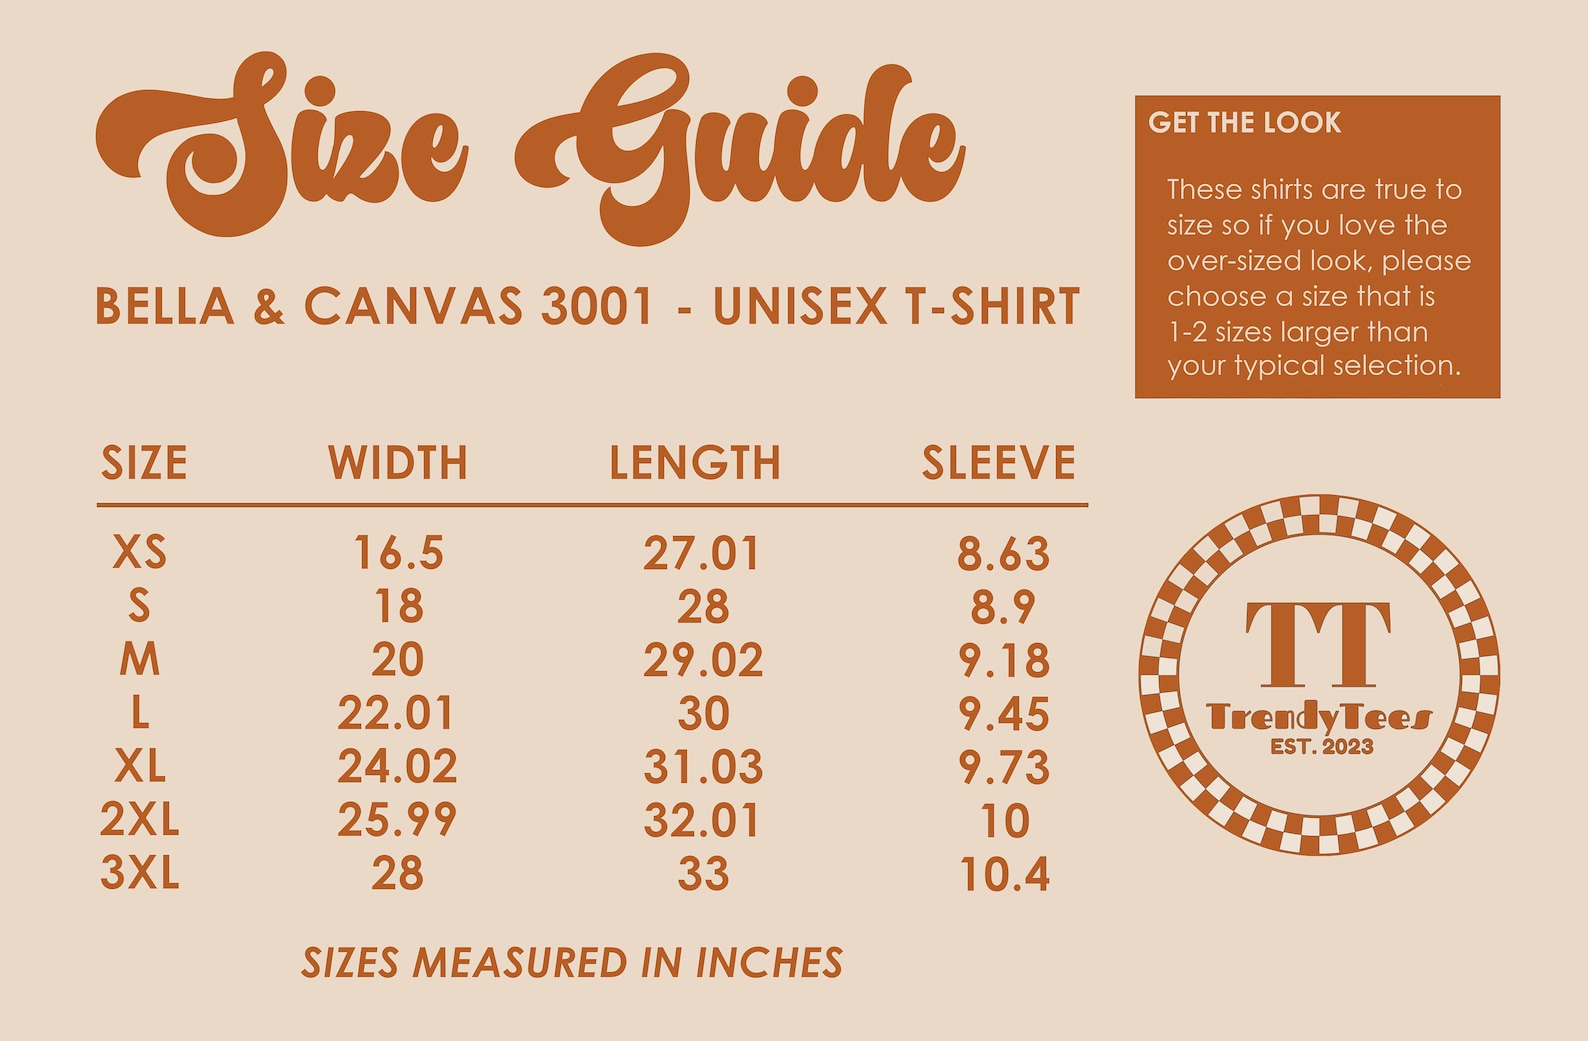 Size Guide
BELLA & CANVAS 3001 - UNISEX T-SHIRT
GET THE LOOK
These shirts are true to
size so if you love the
over-sized look, please
choose a size that is
1-2 sizes larger than
your typical selection.
SIZE WIDTH LENGTH SLEEVE
XS 16.5 27.01 8.63
S 18 28 8.9
M 20 29.02 9.18
L 22.01 30 9.45
XL 24.02 31.03 9.73
2XL 25.99 32.01 10
3XL 28 33 10.4
SIZES MEASURED IN INCHES
TT
TrendyTees
EST. 2023